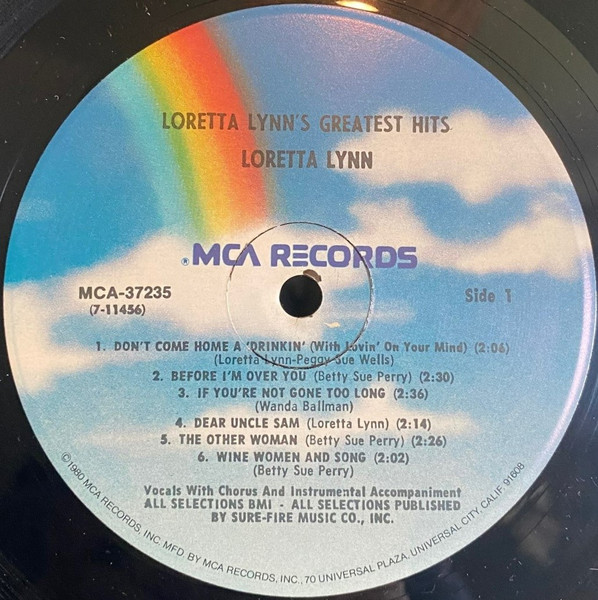 LORETTA LYNN'S GREATEST HITS
LORETTA LYNN
®MCA RECORDS
MCA-37235
(7-11456)
Side 1
1. DON'T COME HOME A 'DRINKIN' (With Lovin' On Your Mind) (2:06)
(Loretta Lynn-Peggy Sue Wells)
2. BEFORE I'M OVER YOU (Betty Sue Perry) (2:30)
3. IF YOU'RE NOT GONE TOO LONG (2:36)
(Wanda Ballman)
4. DEAR UNCLE SAM (Loretta Lynn) (2:14)
5. THE OTHER WOMAN (Betty Sue Perry) (2:26)
6. WINE WOMEN AND SONG (2:02)
(Betty Sue Perry)
Vocals With Chorus And Instrumental Accompaniment
ALL SELECTIONS BMI - ALL SELECTIONS PUBLISHED
BY SURE-FIRE MUSIC CO., INC.
©1980 MCA RECORDS, INC. MFD. BY MCA RECORDS, INC., 70 UNIVERSAL PLAZA, UNIVERSAL CITY, CALIF. 91608